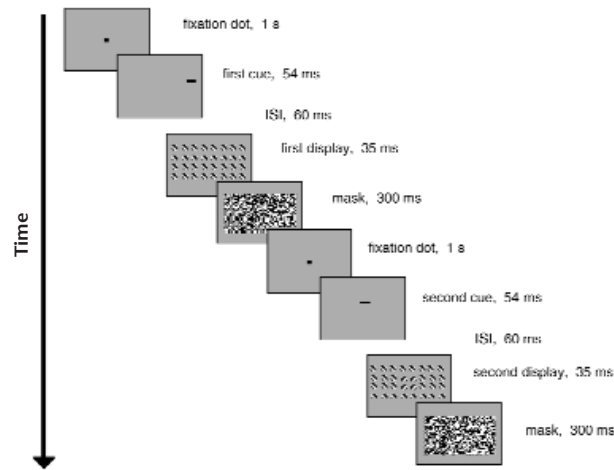 fixation dot, 1 s
first cue, 54 ms
ISI, 60 ms
first display, 35 ms
mask, 300 ms
Time
fixation dot, 1 s
second cue, 54 ms
ISI, 60 ms
second display, 35 ms
mask, 300 ms